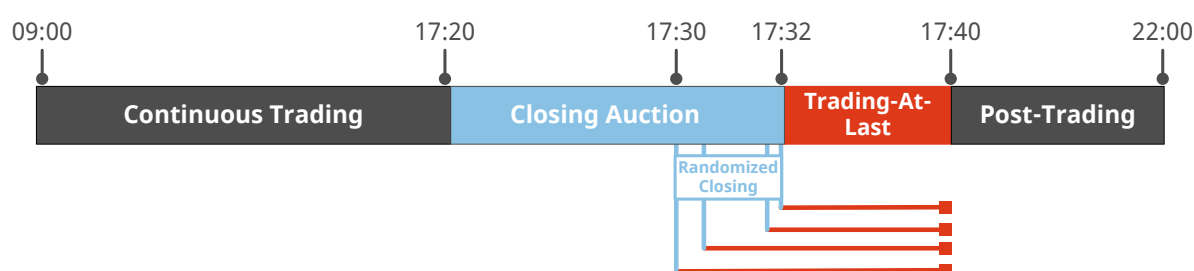 09:00 17:20 17:30 17:32 17:40 22:00
Continuous Trading Closing Auction Trading-At-
Last Post-Trading
Randomized
Closing